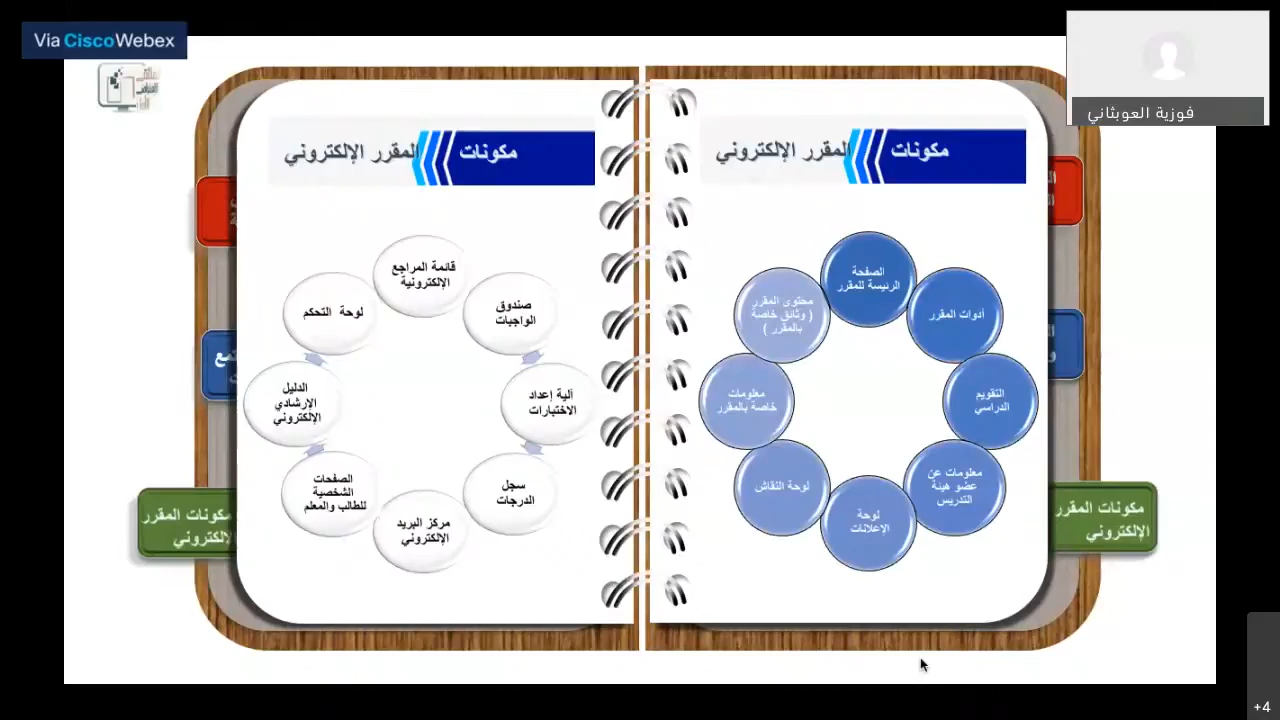 Via Cisco Webex
فوزية العوبثاني
مكونات المقرر الإلكتروني
الصفحة
الرئيسة للمقرر
أدوات المقرر
التقويم
الدراسي
معلومات عن
عضو هيئة
التدريس
لوحة
الإعلانات
لوحة النقاش
معلومات
خاصة بالمقرر
محتوى المقرر
( وثائق خاصة
بالمقرر )
مكونات المقرر
الإلكتروني
مكونات المقرر الإلكتروني
قائمة المراجع
الإلكترونية
صندوق
الواجبات
آلية إعداد
الاختبارات
سجل
الدرجات
مركز البريد
الإلكتروني
الصفحات
الشخصية
للطالب والمعلم
الدليل
الإرشادي
الإلكتروني
لوحة التحكم
مكونات المقرر
الإلكتروني
+4